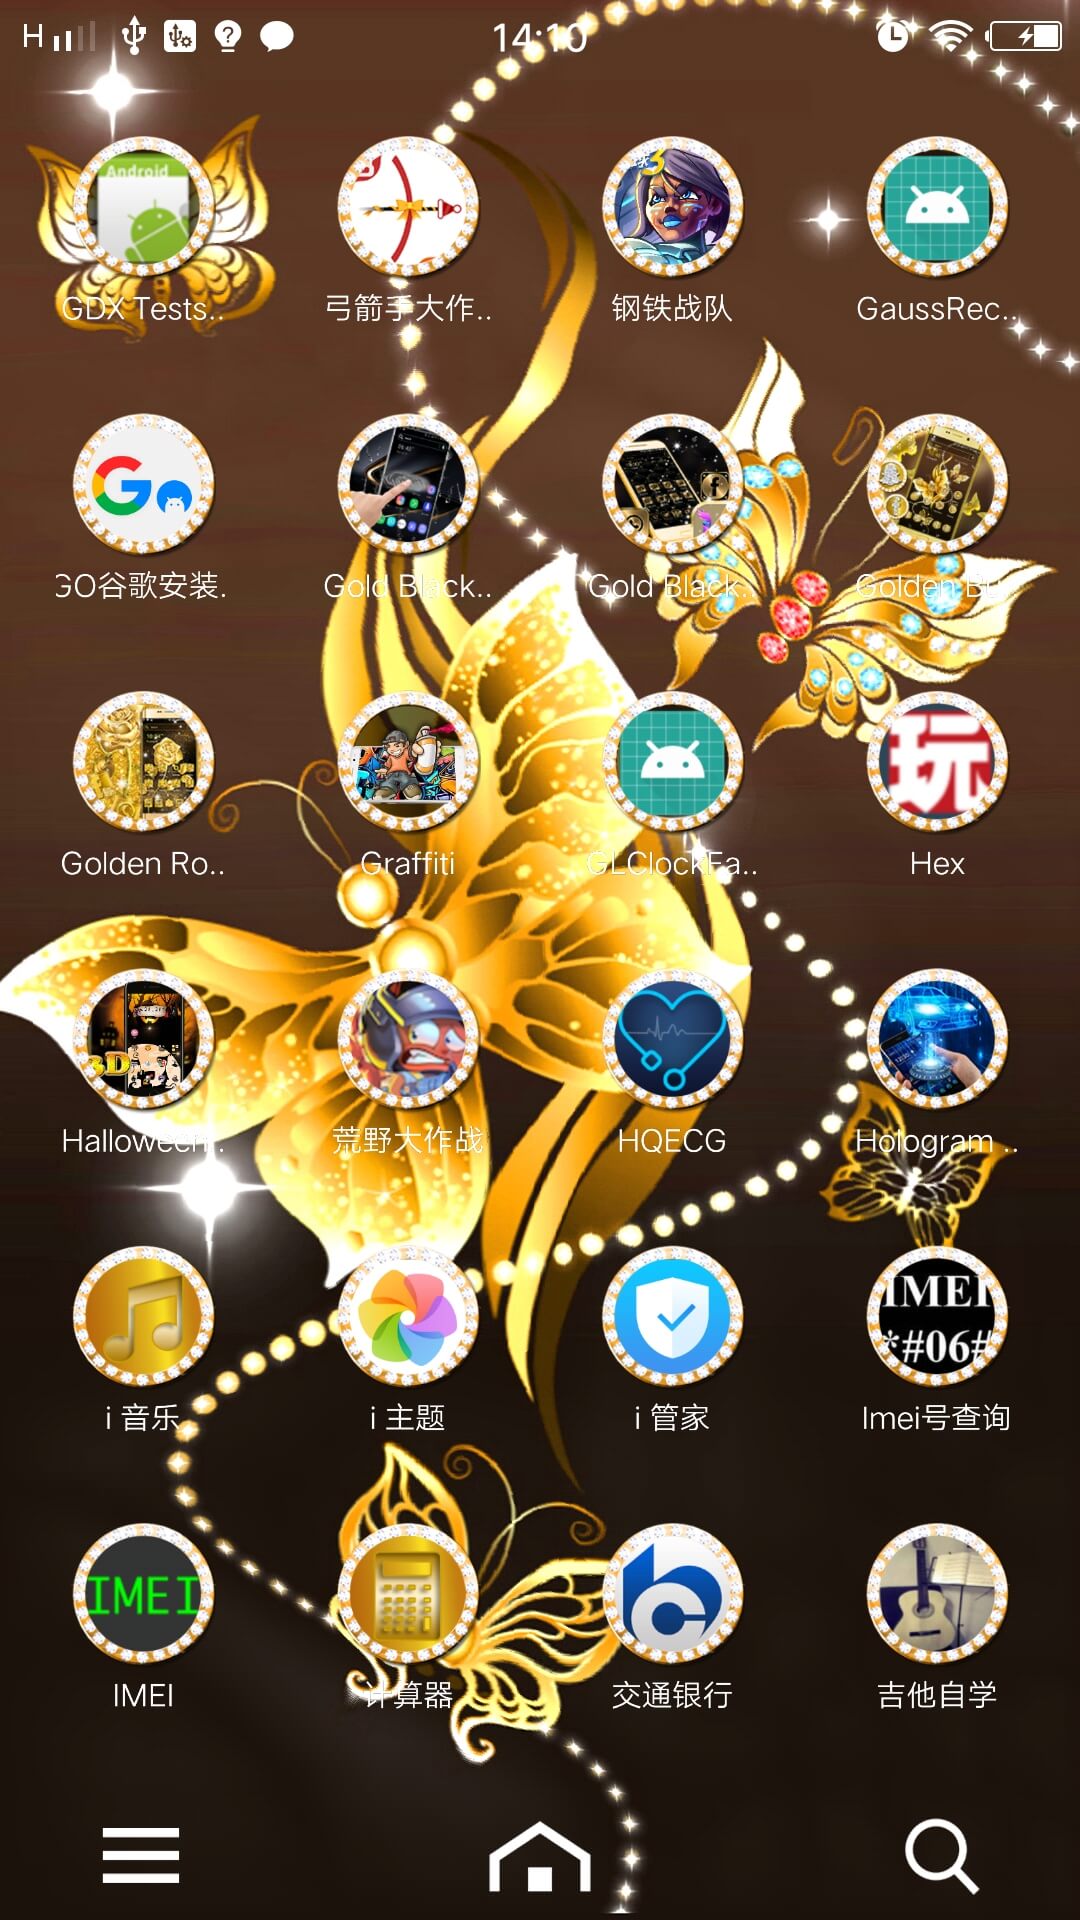 H
14:10
Android
GDX Tests..
弓箭手大作..
3
钢铁战队
GaussRec..
GO谷歌安装.
Gold Black..
Gold Black..
Golden Bu..
Golden Ro..
Graffiti
GLClockFa..
玩
Hex
3D
Halloween ..
荒野大作战
HQECG
Hologram ..
i 音乐
i 主题
i 管家
IMEI
*#06#
Imei号查询
IMEI
IMEI
计算器
交通银行
吉他自学